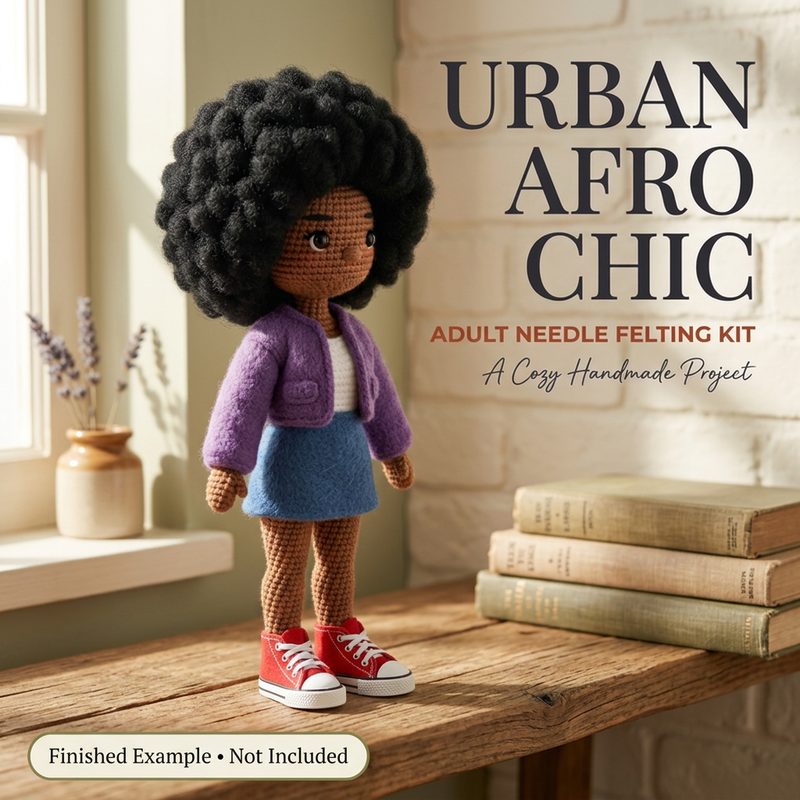 URBAN
AFRO
CHIC
ADULT NEEDLE FELTING KIT
A Cozy Handmade Project
Finished Example • Not Included